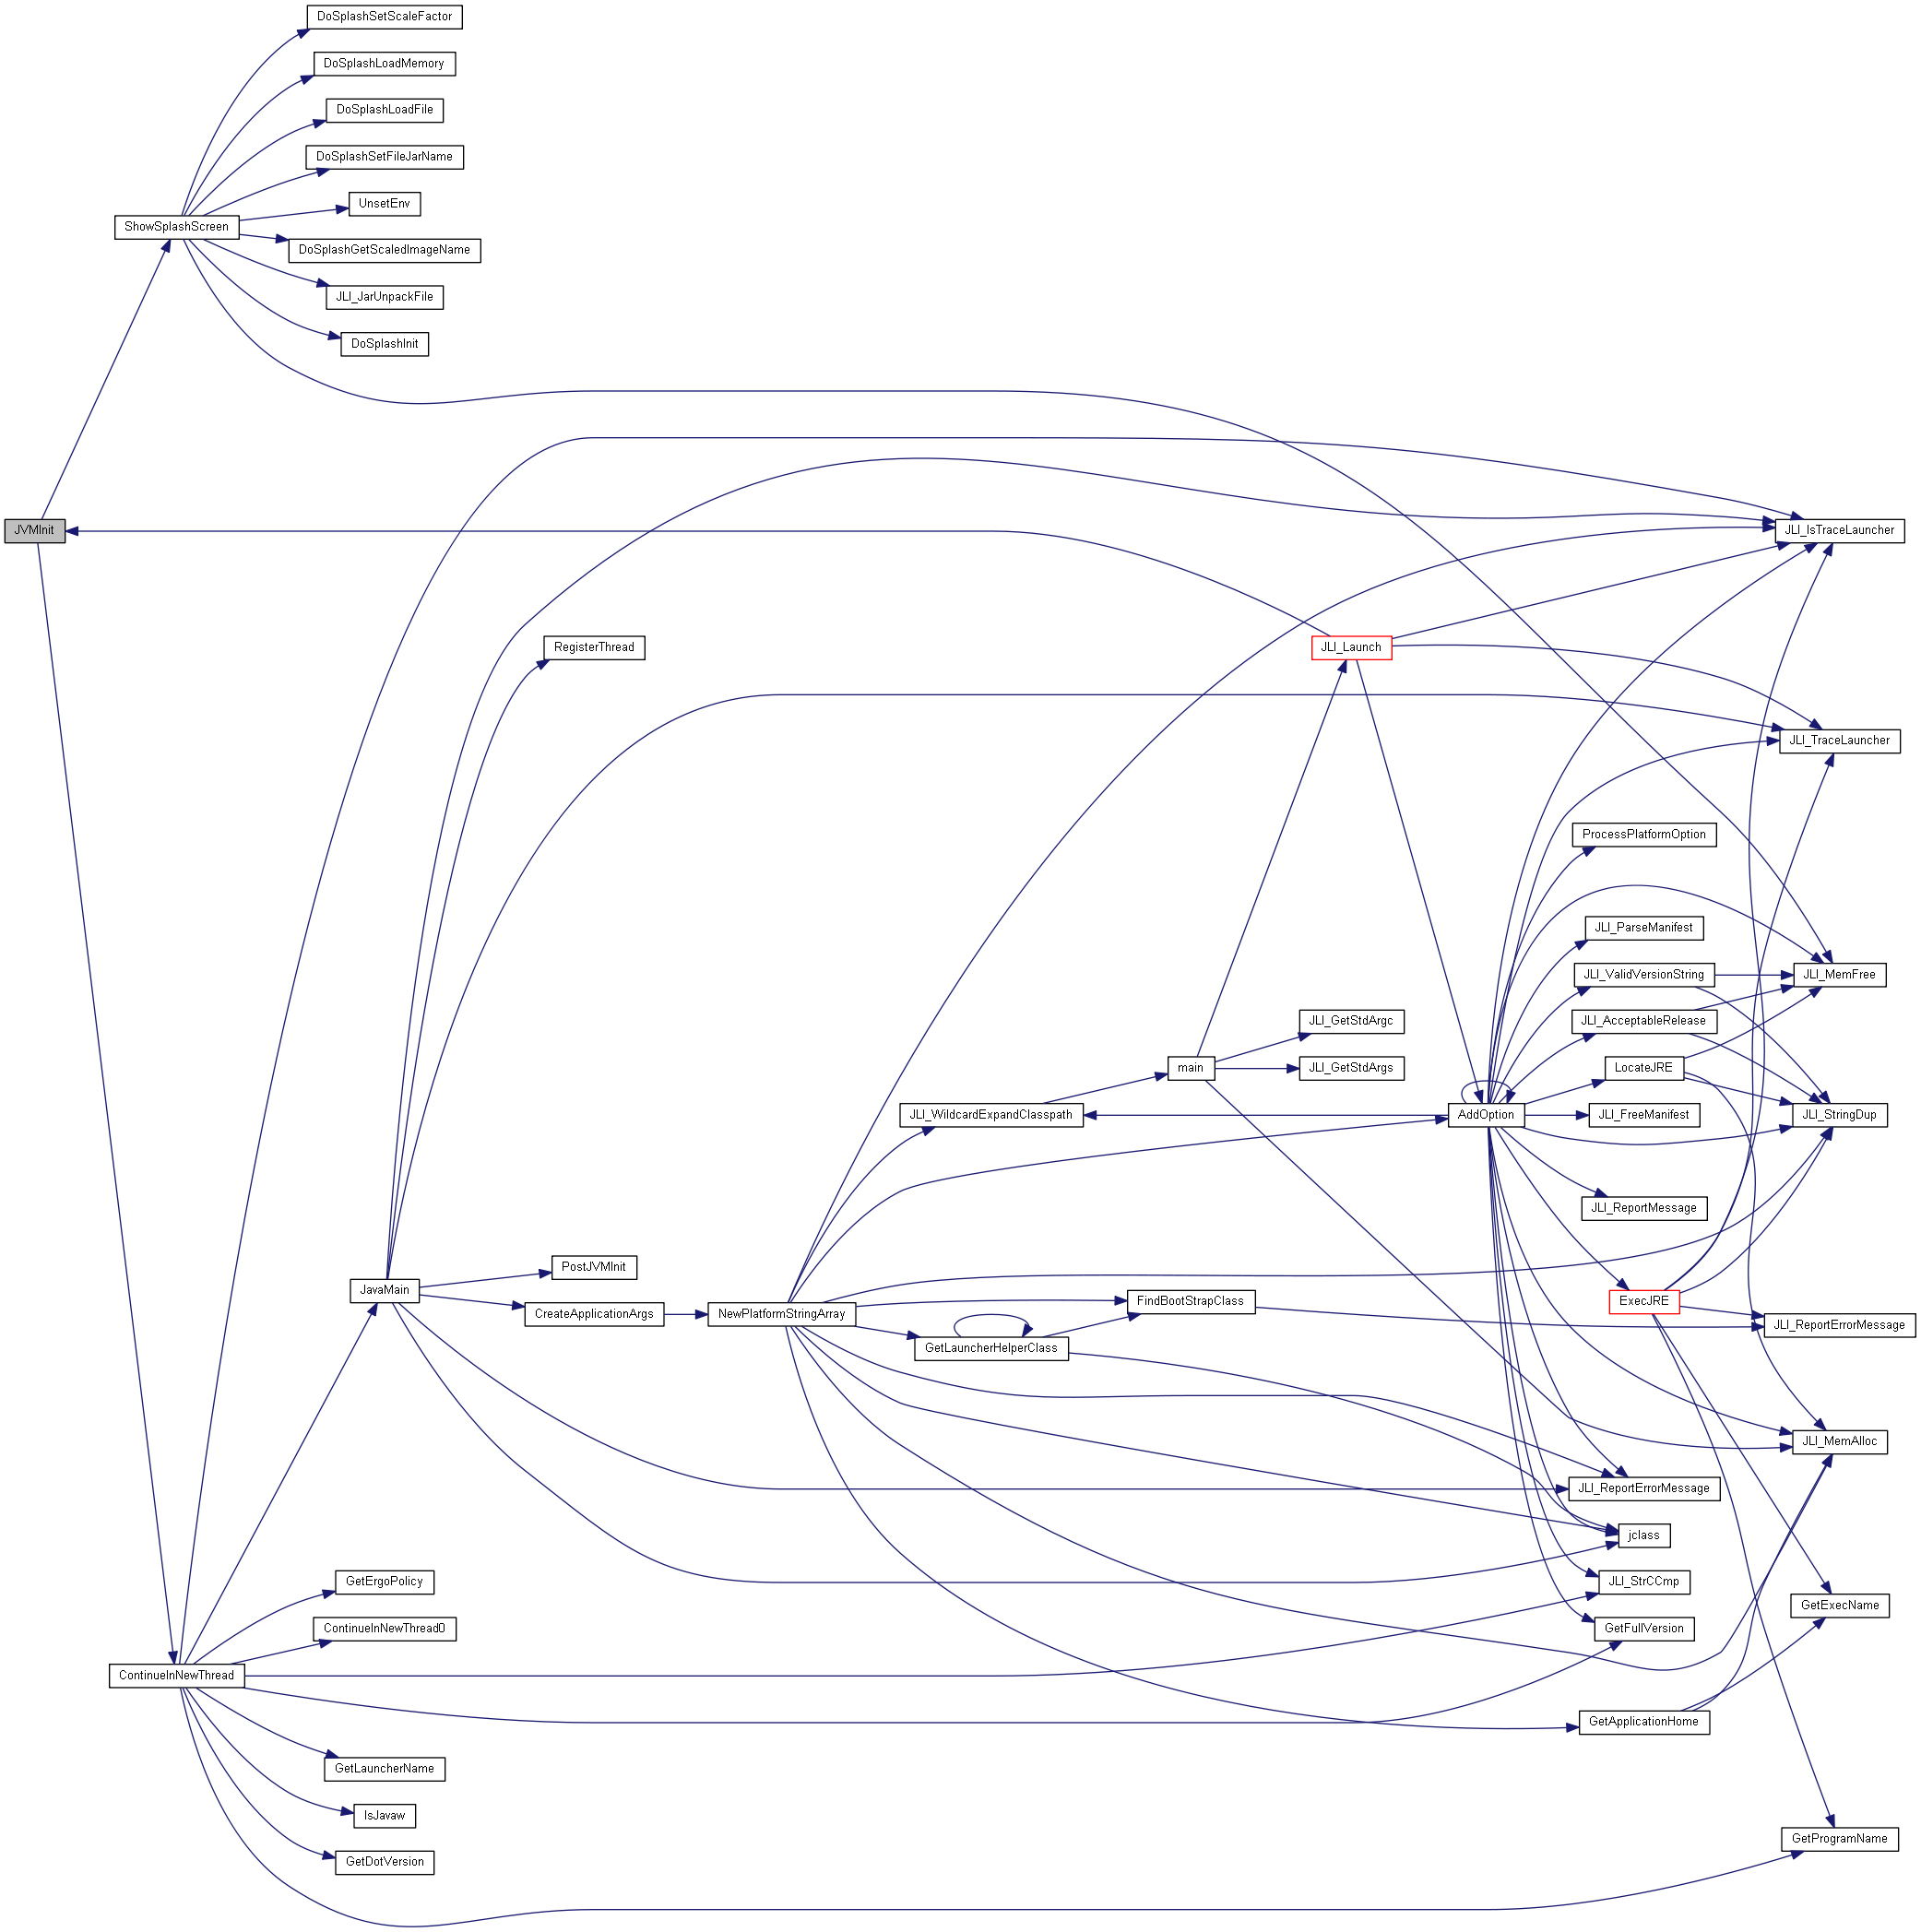 DoSplashSetScaleFactor
DoSplashLoadMemory
DoSplashLoadFile
DoSplashSetFileJarName
UnsetEnv
ShowSplashScreen
DoSplashGetScaledImageName
JLI_JarUnpackFile
DoSplashInit
JVMInit
JLI_IsTraceLauncher
RegisterThread
JLI_Launch
JLI_TraceLauncher
ProcessPlatformOption
JLI_ParseManifest
JLI_ValidVersionString
JLI_MemFree
JLI_GetStdArgc
JLI_AcceptableRelease
main
JLI_GetStdArgs
LocateJRE
JLI_WildcardExpandClasspath
AddOption
JLI_FreeManifest
JLI_StringDup
JLI_ReportMessage
PostJVMInit
JavaMain
CreateApplicationArgs
NewPlatformStringArray
FindBootStrapClass
ExecJRE
JLI_ReportErrorMessage
GetLauncherHelperClass
JLI_MemAlloc
JLI_ReportErrorMessage
jclass
GetErgoPolicy
JLI_StrCCmp
GetExecName
ContinueInNewThread0
GetFullVersion
ContinueInNewThread
GetApplicationHome
GetLauncherName
IsJavaw
GetProgramName
GetDotVersion